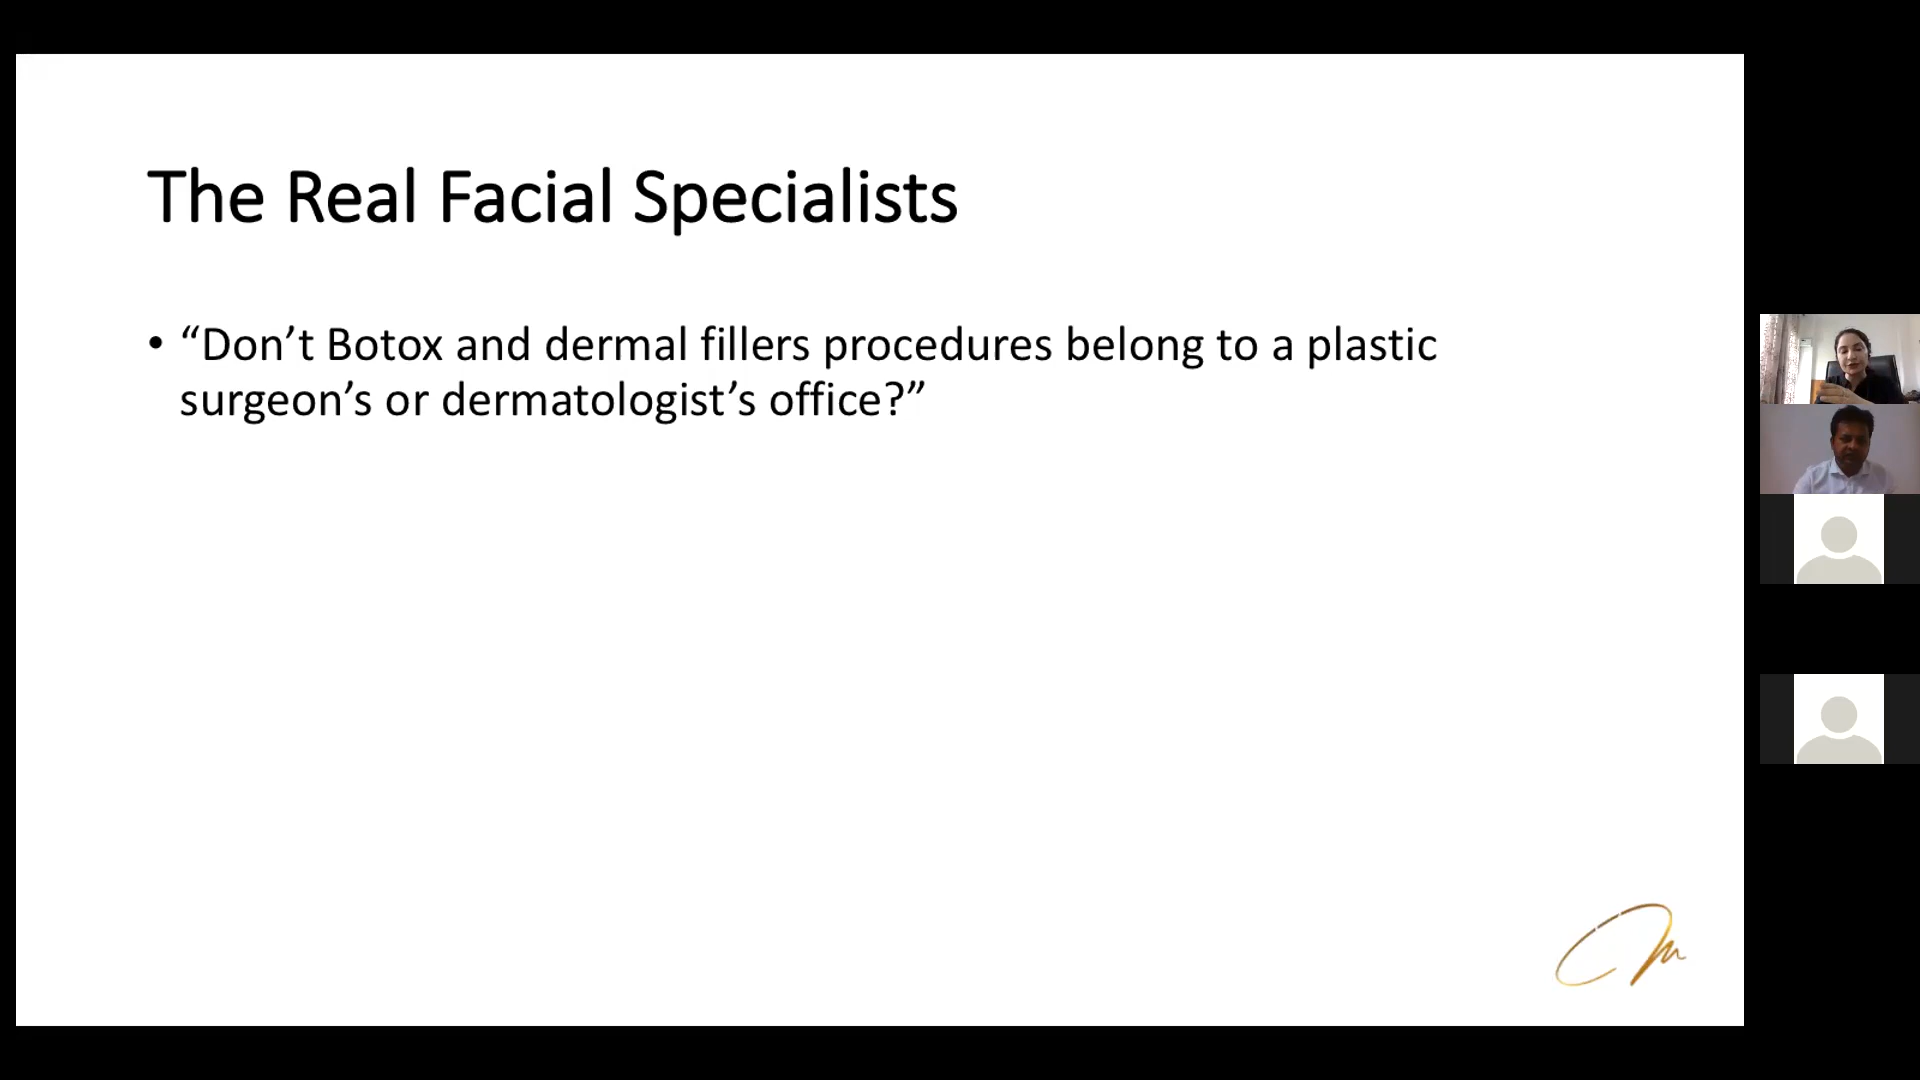 The Real Facial Specialists
• “Don’t Botox and dermal fillers procedures belong to a plastic
surgeon’s or dermatologist’s office?”